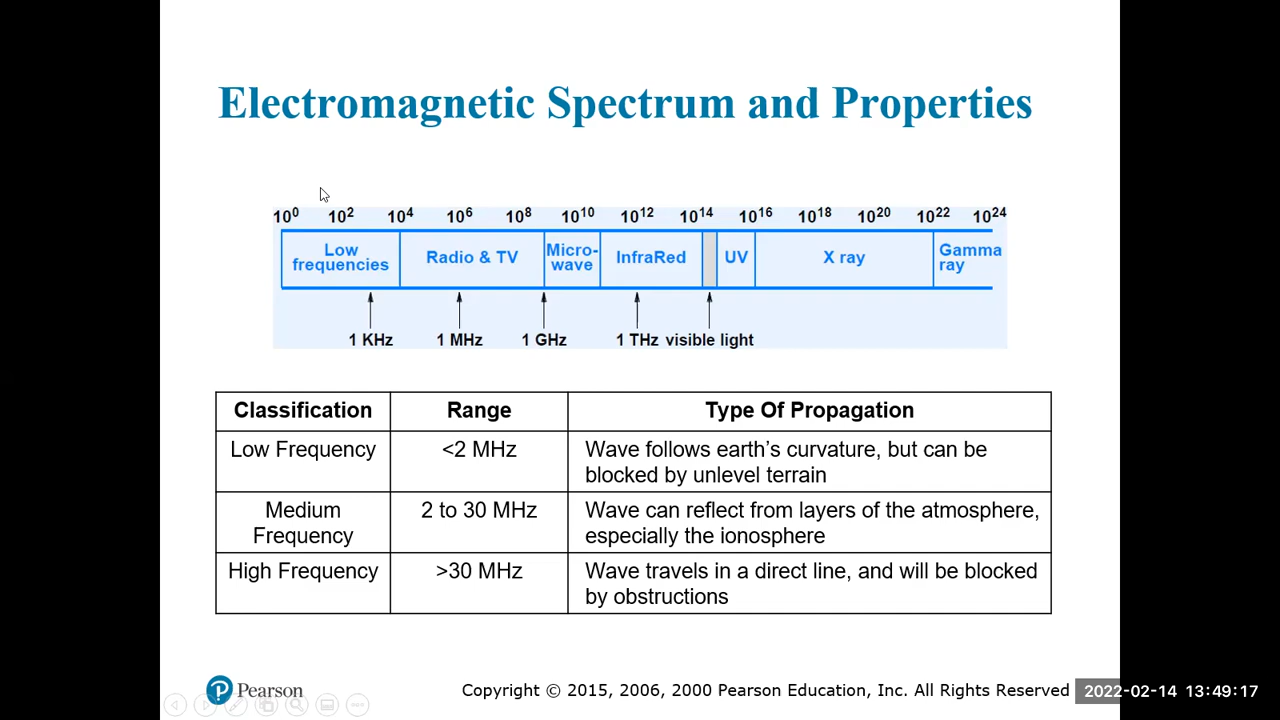 Electromagnetic Spectrum and Properties
10⁰ 10² 10⁴ 10⁶ 10⁸ 10¹⁰ 10¹² 10¹⁴ 10¹⁶ 10¹⁸ 10²⁰ 10²² 10²⁴
Low frequencies
Radio & TV
Micro-
wave
InfraRed
UV
X ray
Gamma
ray
1 KHz 1 MHz 1 GHz 1 THz visible light
Classification Range Type Of Propagation
Low Frequency <2 MHz Wave follows earth’s curvature, but can be
blocked by unlevel terrain
Medium
Frequency
2 to 30 MHz
Wave can reflect from layers of the atmosphere,
especially the ionosphere
High Frequency >30 MHz Wave travels in a direct line, and will be blocked
by obstructions
Pearson
Copyright © 2015, 2006, 2000 Pearson Education, Inc. All Rights Reserved
2022-02-14 13:49:17